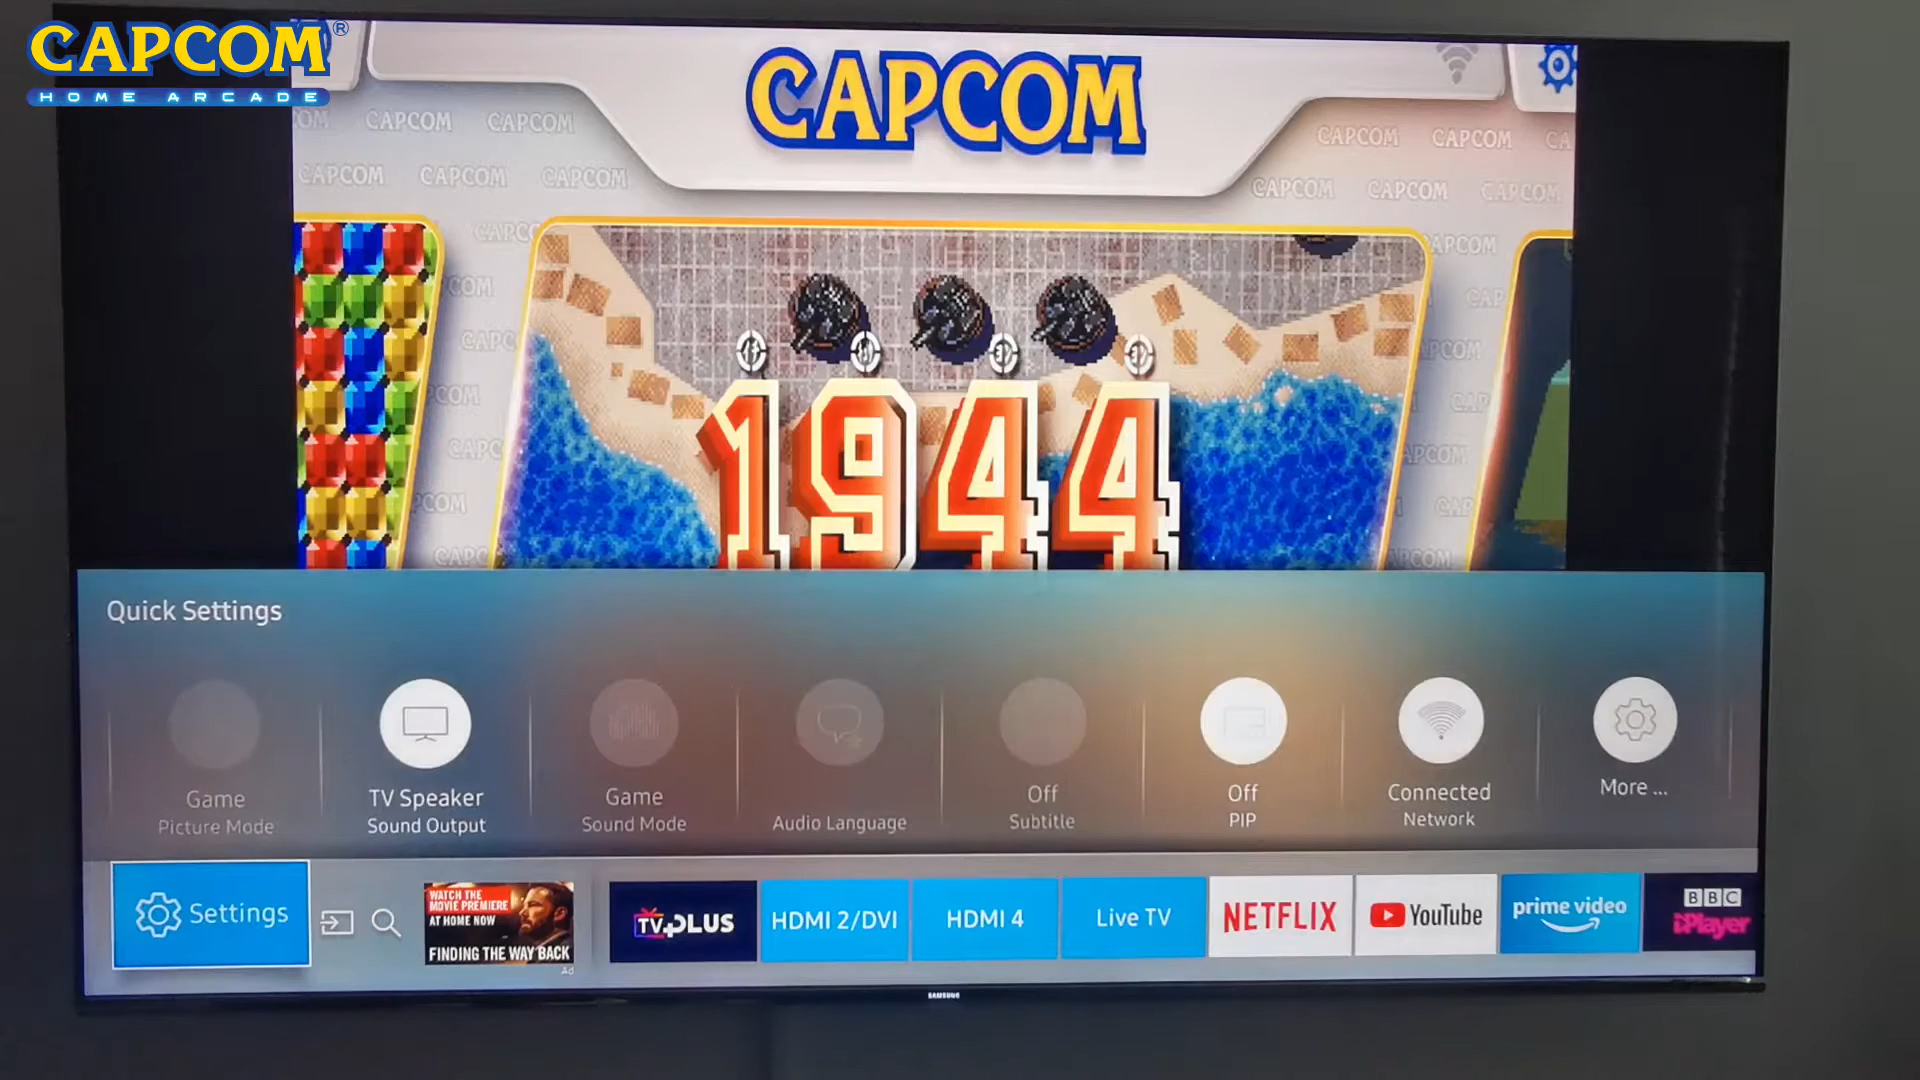 CAPCOM®
HOME ARCADE
CAPCOM
CAPCOM CAPCOM
CAPCOM CAPCOM
CAPCOM CAPCOM CAPCOM
CAPCOM CAPCOM CAPCOM
1944
Quick Settings
Game
Picture Mode
TV Speaker
Sound Output
Game
Sound Mode
Audio Language
Off
Subtitle
Off
PIP
Connected
Network
More ...
Settings
WATCH THE
MOVIE PREMIERE
AT HOME NOW
FINDING THE WAY BACK
Ad
TV PLUS
HDMI 2/DVI
HDMI 4
Live TV
NETFLIX
YouTube
prime video
BBC
iPlayer
SAMSUNG